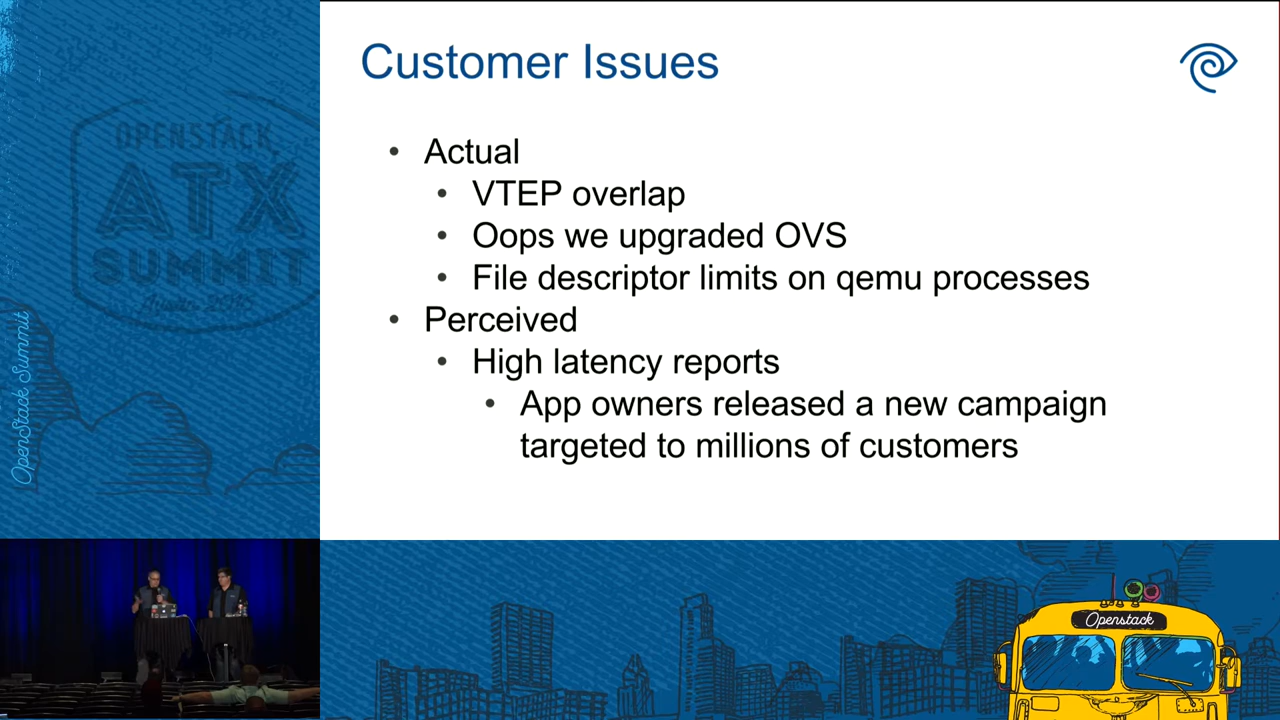 Customer Issues
Actual
VTEP overlap
Oops we upgraded OVS
File descriptor limits on qemu processes
Perceived
High latency reports
App owners released a new campaign
targeted to millions of customers
OPENSTACK
ATX
SUMMIT
OpenStack Summit
Openstack